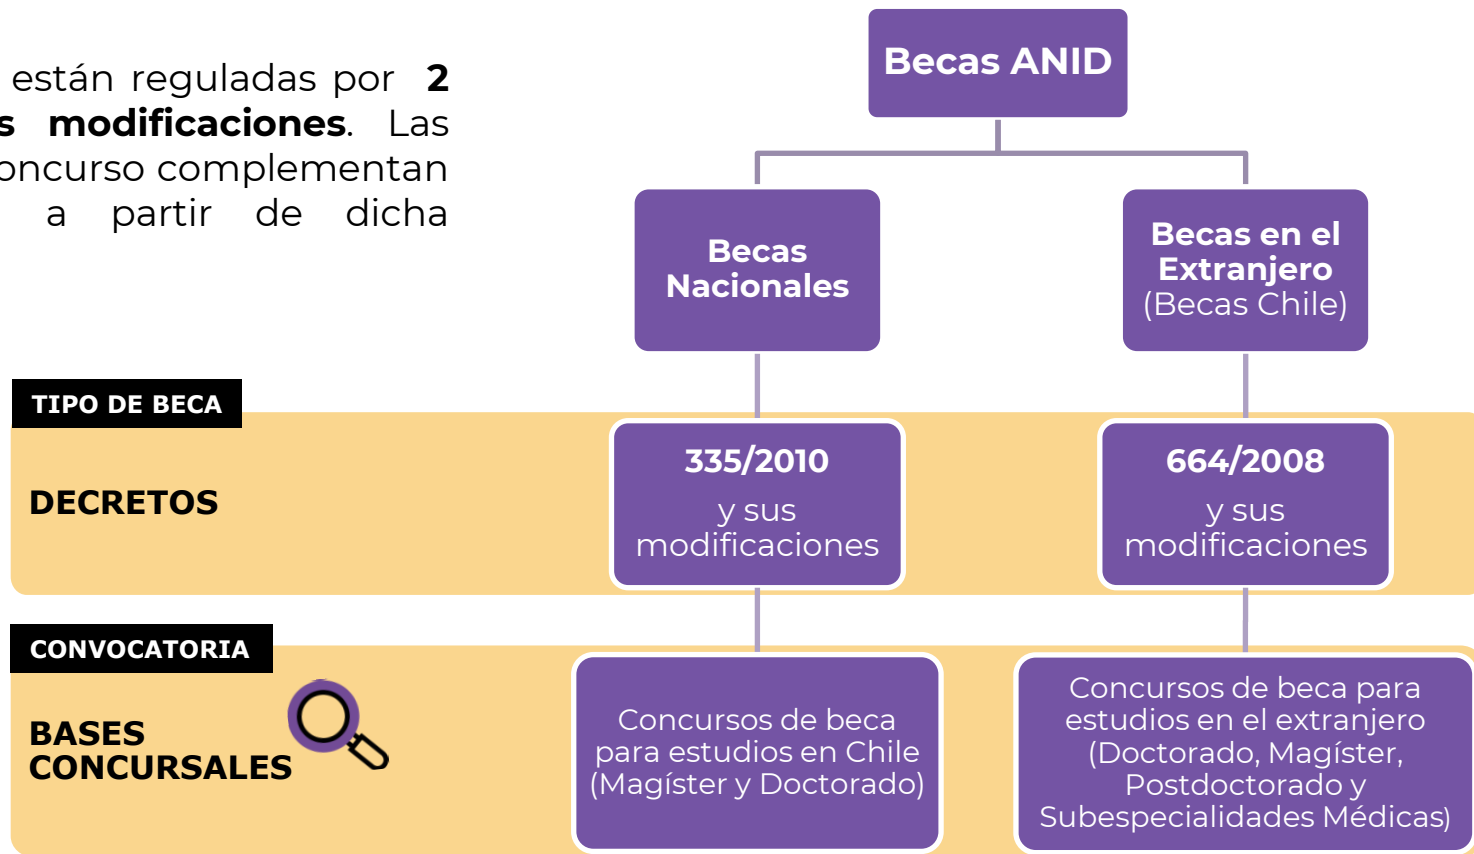 están reguladas por 2
modificaciones. Las
complementan
a partir de dicha
Becas ANID
Becas
Nacionales
Becas en el
Extranjero
(Becas Chile)
TIPO DE BECA
DECRETOS
335/2010
y sus
modificaciones
664/2008
y sus
modificaciones
CONVOCATORIA
BASES
CONCURSALES
Concursos de beca
para estudios en Chile
(Magíster y Doctorado)
Concursos de beca para
estudios en el extranjero
(Doctorado, Magíster,
Postdoctorado y
Subespecialidades Médicas)